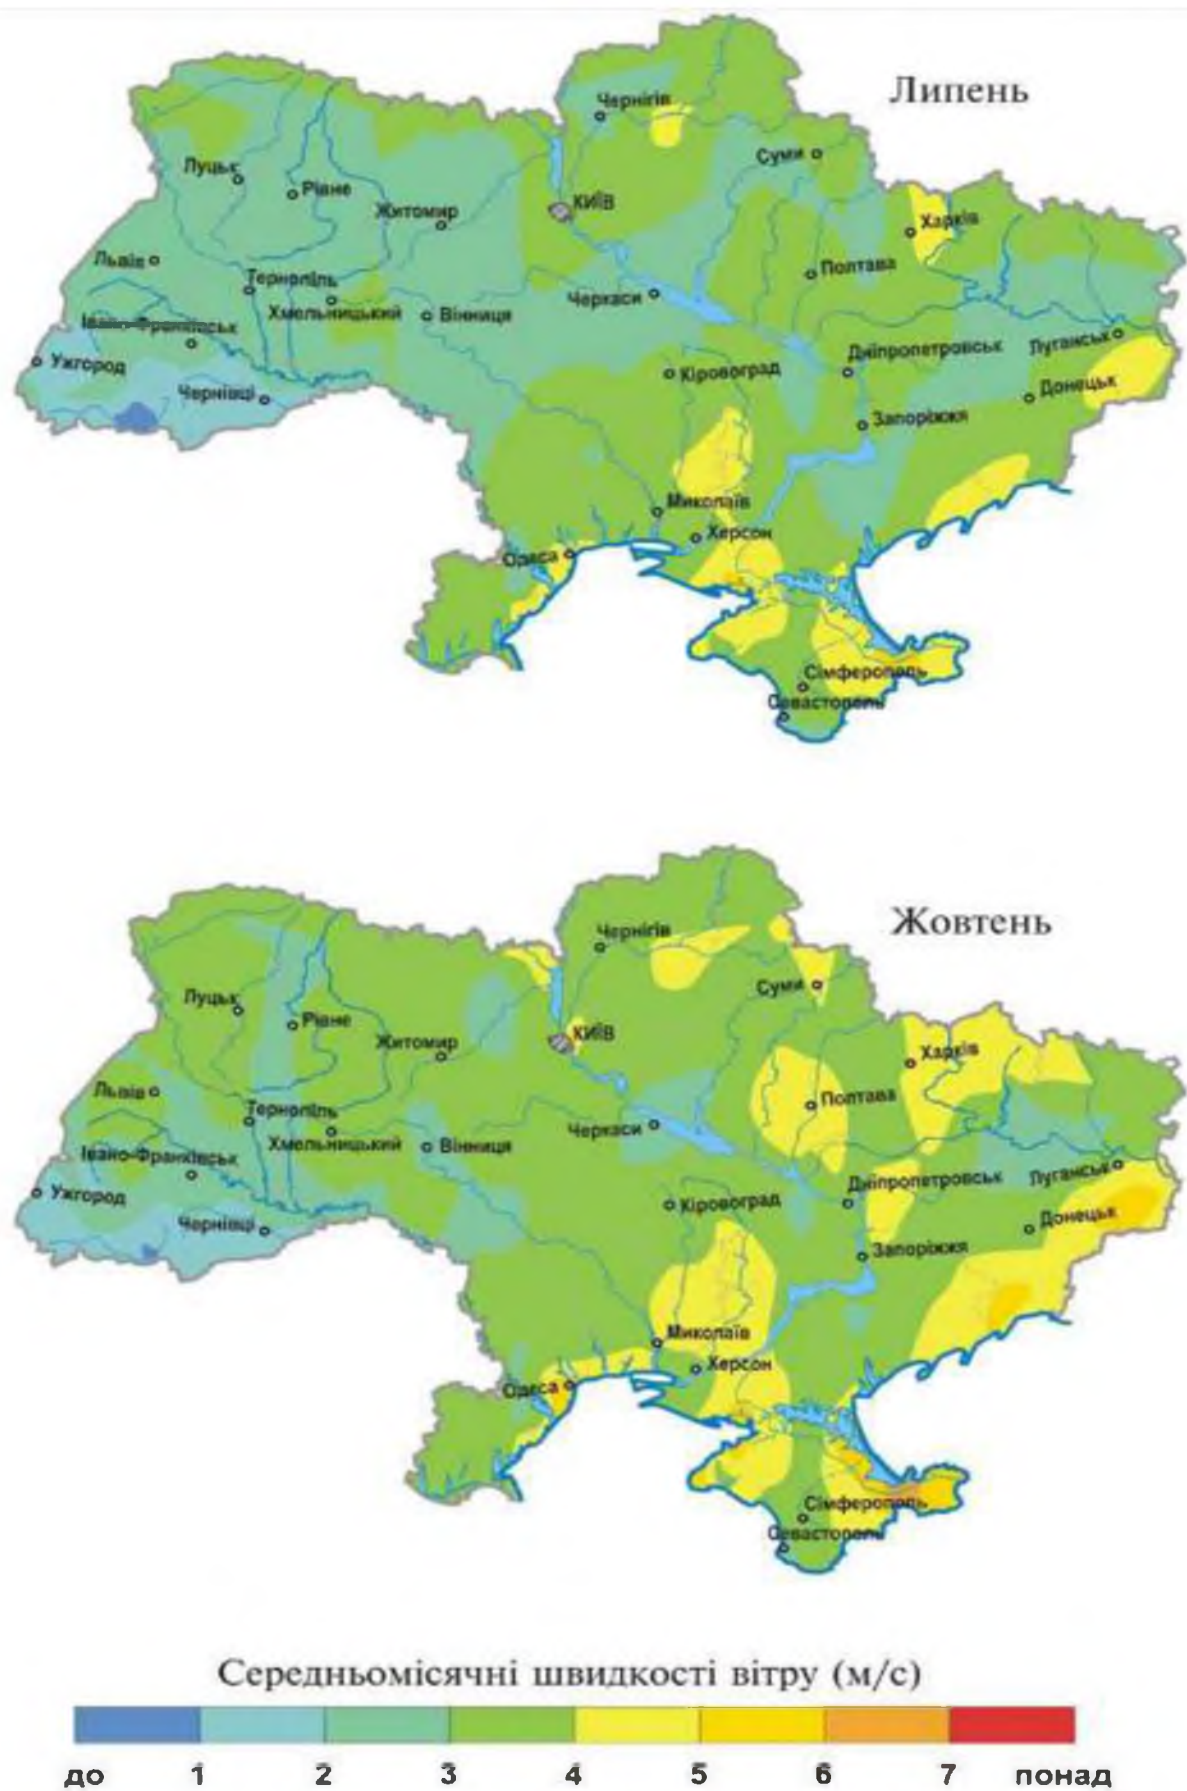 Липень
Чернігів
Суми
Луцьк
Рівне
КИЇВ
Харків
Житомир
Львів
Тернопіль
Полтава
Черкаси
Хмельницький
Вінниця
Івано-Франківськ
Луганськ
Дніпропетровськ
Ужгород
Кіровоград
Донецьк
Чернівці
Запоріжжя
Миколаїв
Херсон
Одеса
Сімферополь
Севастополь
Жовтень
Чернігів
Суми
Луцьк
Рівне
КИЇВ
Харків
Житомир
Львів
Тернопіль
Полтава
Черкаси
Хмельницький
Вінниця
Івано-Франківськ
Луганськ
Дніпропетровськ
Ужгород
Кіровоград
Донецьк
Чернівці
Запоріжжя
Миколаїв
Херсон
Одеса
Сімферополь
Севастополь
Середньомісячні швидкості вітру (м/с)
до 1 2 3 4 5 6 7 понад